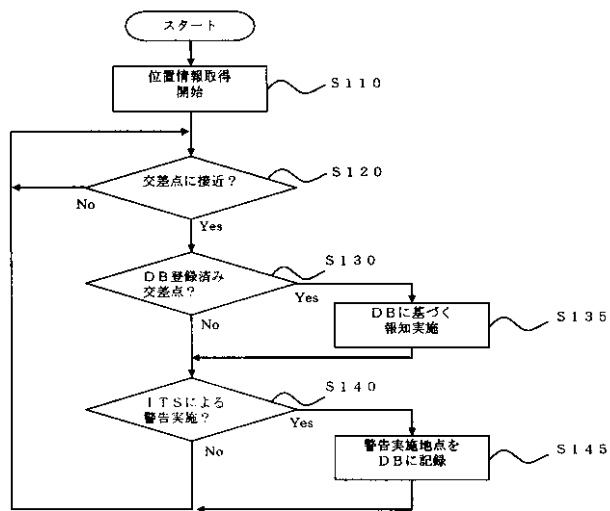 スタート
位置情報取得
開始
S110
交差点に接近?
S120
No
Yes
DB登録済み
交差点?
S130
Yes
No
DBに基づく
報知実施
S135
ITSによる
警告実施?
S140
Yes
No
警告実施地点を
DBに記録
S145